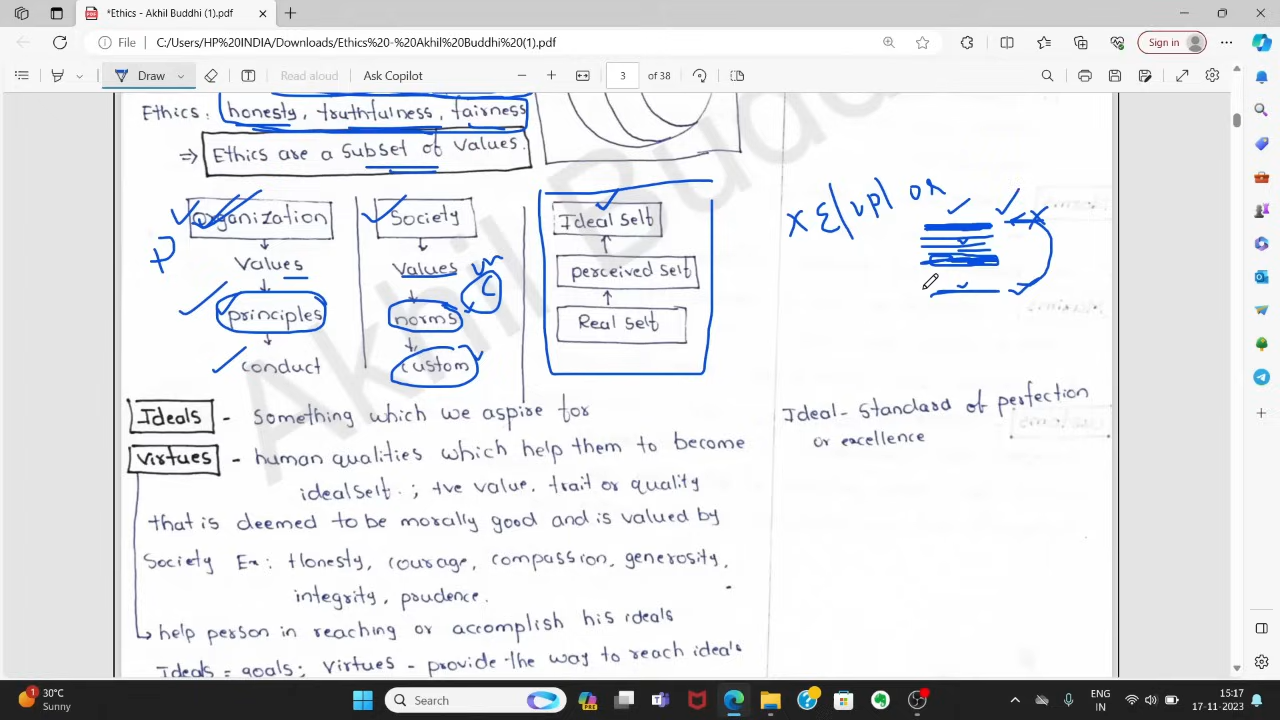 *Ethics - Akhil Buddhi (1).pdf
File C:/Users/HP%20INDIA/Downloads/Ethics%20-%20Akhil%20Buddhi%20(1).pdf
Sign in
Draw
Read aloud
Ask Copilot
3 of 38
Ethics: honesty, truthfulness, fairness
⇒ Ethics are a subset of values.
Akhil Budd
Organization
↓
Values
↓
principles
↓
conduct
Society
↓
Values
↓
norms
↓
custom
Ideal Self
↑
perceived Self
↑
Real Self
Ideals - Something which we aspire for
Virtues - human qualities which help them to become
idealself. ; +ve value, trait or quality
that is deemed to be morally good and is valued by
Society Ex: Honesty, courage, compassion, generosity,
integrity, prudence.
↳ help person in reaching or accomplish his ideals
Ideals = goals; Virtues - provide the way to reach ideals
Ideal - Standard of perfection
or excellence
1
30°C
Sunny
Search
ENG
IN
15:17
17-11-2023